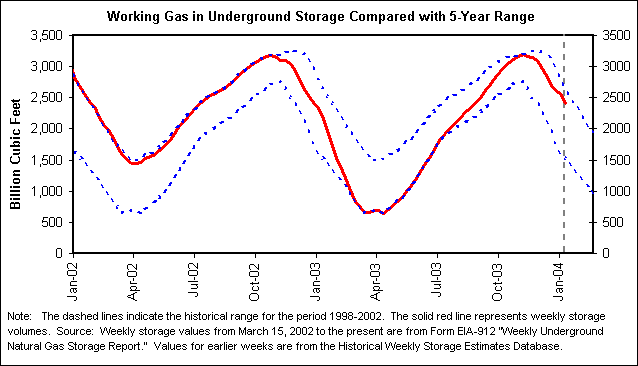 Working Gas in Underground Storage Compared with 5-Year Range
Billion Cubic Feet
3,500
3,000
2,500
2,000
1,500
1,000
500
0
3500
3000
2500
2000
1500
1000
500
0
Jan-02
Apr-02
Jul-02
Oct-02
Jan-03
Apr-03
Jul-03
Oct-03
Jan-04
Note: The dashed lines indicate the historical range for the period 1998-2002. The solid red line represents weekly storage
volumes. Source: Weekly storage values from March 15, 2002 to the present are from Form EIA-912 "Weekly Underground
Natural Gas Storage Report." Values for earlier weeks are from the Historical Weekly Storage Estimates Database.